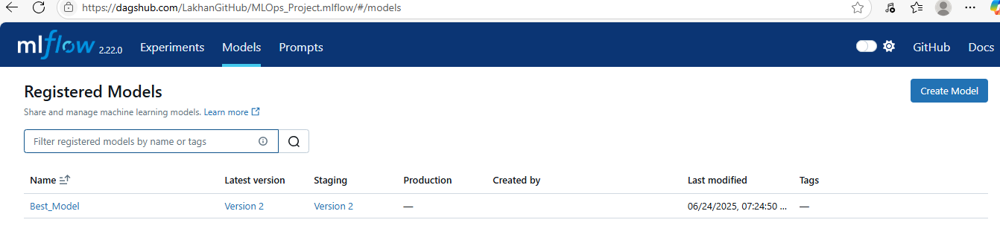 https://dagshub.com/LakhanGitHub/MLOps_Project.mlflow/#/models
mlflow 2.22.0 Experiments Models Prompts GitHub Docs
Registered Models Create Model
Share and manage machine learning models. Learn more
Filter registered models by name or tags
Name Latest version Staging Production Created by Last modified Tags
Best_Model Version 2 Version 2 — 06/24/2025, 07:24:50 ... —